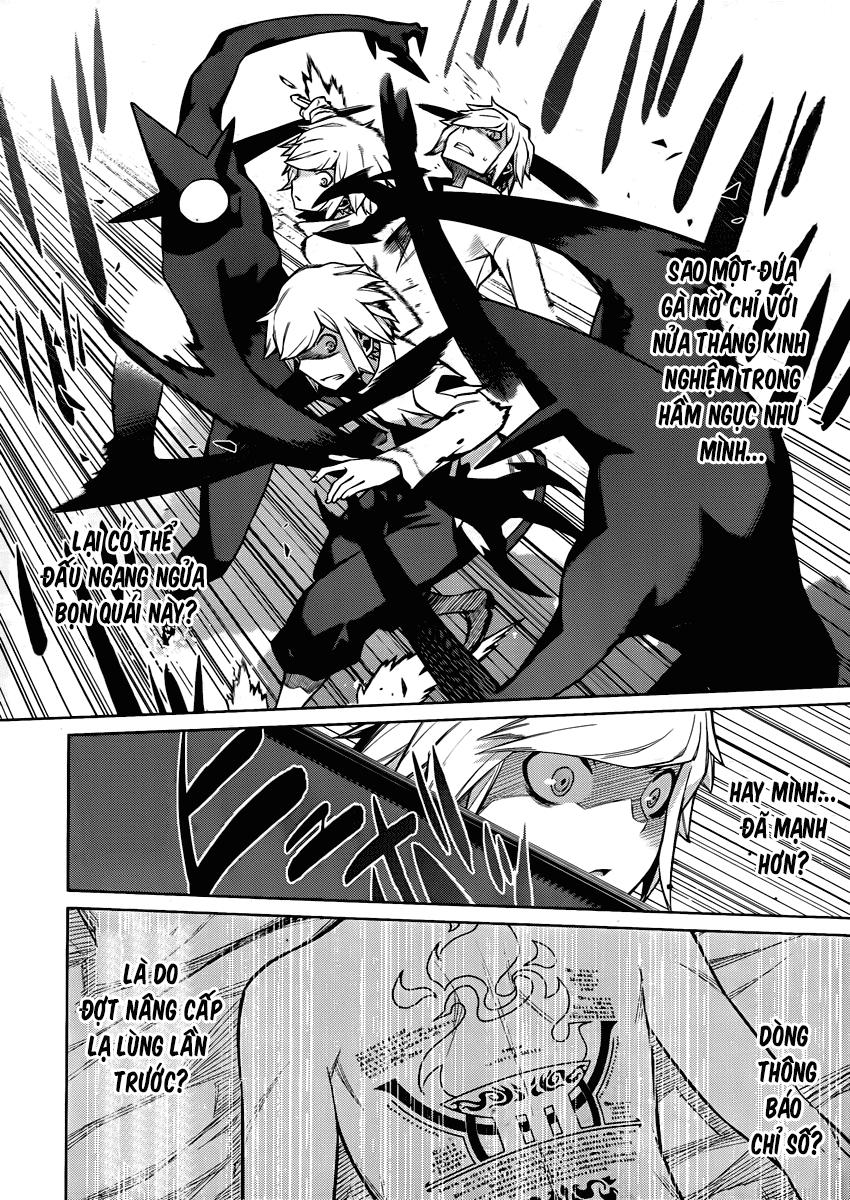 SAO MỘT ĐỨA
GÀ MỜ CHỈ VỚI
NỬA THÁNG KINH
NGHIỆM TRONG
HẦM NGỤC NHƯ
MÌNH...
LẠI CÓ THỂ
ĐẤU NGANG NGỬA
BỌN QUÁI NÀY?
HAY MÌNH...
ĐÃ MẠNH
HƠN?
LÀ DO
ĐỢT NÂNG CẤP
LẠ LÙNG LẦN
TRƯỚC?
DÒNG
THÔNG
BÁO
CHỈ SỐ?